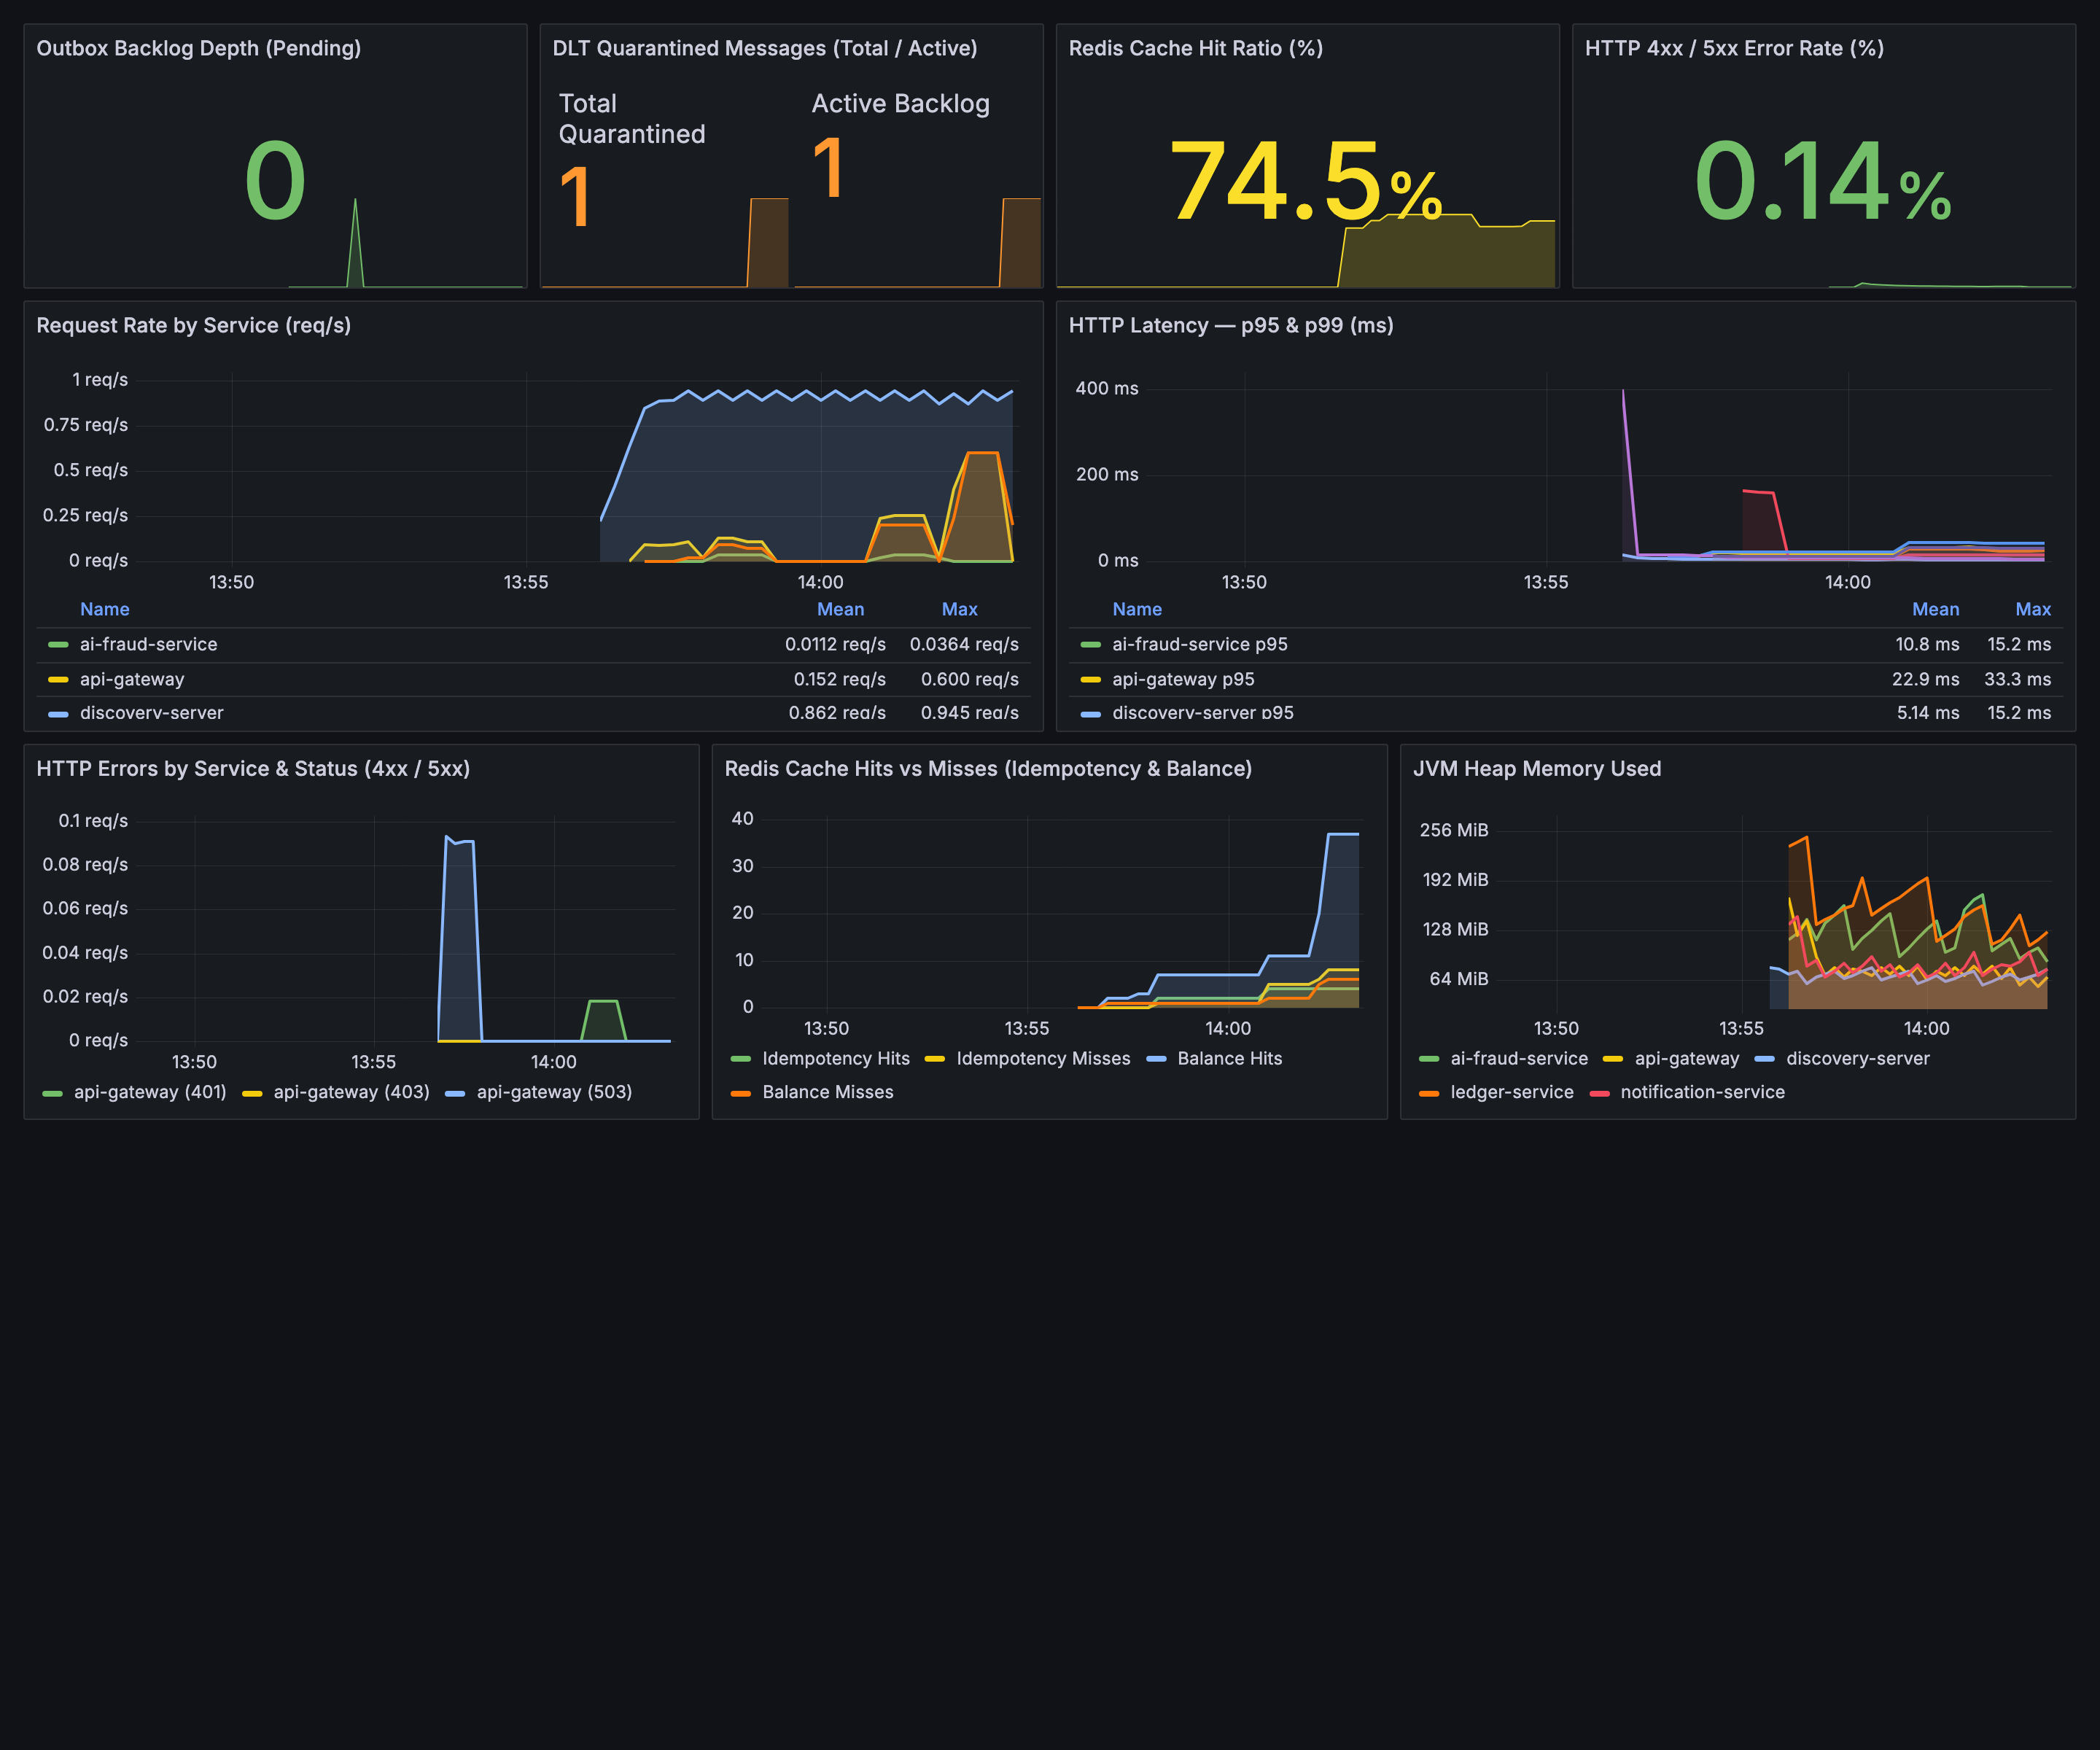 Outbox Backlog Depth (Pending)
0
DLT Quarantined Messages (Total / Active)
Total
Quarantined
1
Active Backlog
1
Redis Cache Hit Ratio (%)
74.5%
HTTP 4xx / 5xx Error Rate (%)
0.14%
Request Rate by Service (req/s)
1 req/s
0.75 req/s
0.5 req/s
0.25 req/s
0 req/s
13:50 13:55 14:00
Name Mean Max
ai-fraud-service 0.0112 req/s 0.0364 req/s
api-gateway 0.152 req/s 0.600 req/s
discovery-server 0.862 req/s 0.945 req/s
HTTP Latency — p95 & p99 (ms)
400 ms
200 ms
0 ms
13:50 13:55 14:00
Name Mean Max
ai-fraud-service p95 10.8 ms 15.2 ms
api-gateway p95 22.9 ms 33.3 ms
discovery-server p95 5.14 ms 15.2 ms
HTTP Errors by Service & Status (4xx / 5xx)
0.1 req/s
0.08 req/s
0.06 req/s
0.04 req/s
0.02 req/s
0 req/s
13:50 13:55 14:00
api-gateway (401) api-gateway (403) api-gateway (503)
Redis Cache Hits vs Misses (Idempotency & Balance)
40
30
20
10
0
13:50 13:55 14:00
Idempotency Hits Idempotency Misses Balance Hits
Balance Misses
JVM Heap Memory Used
256 MiB
192 MiB
128 MiB
64 MiB
13:50 13:55 14:00
ai-fraud-service api-gateway discovery-server
ledger-service notification-service